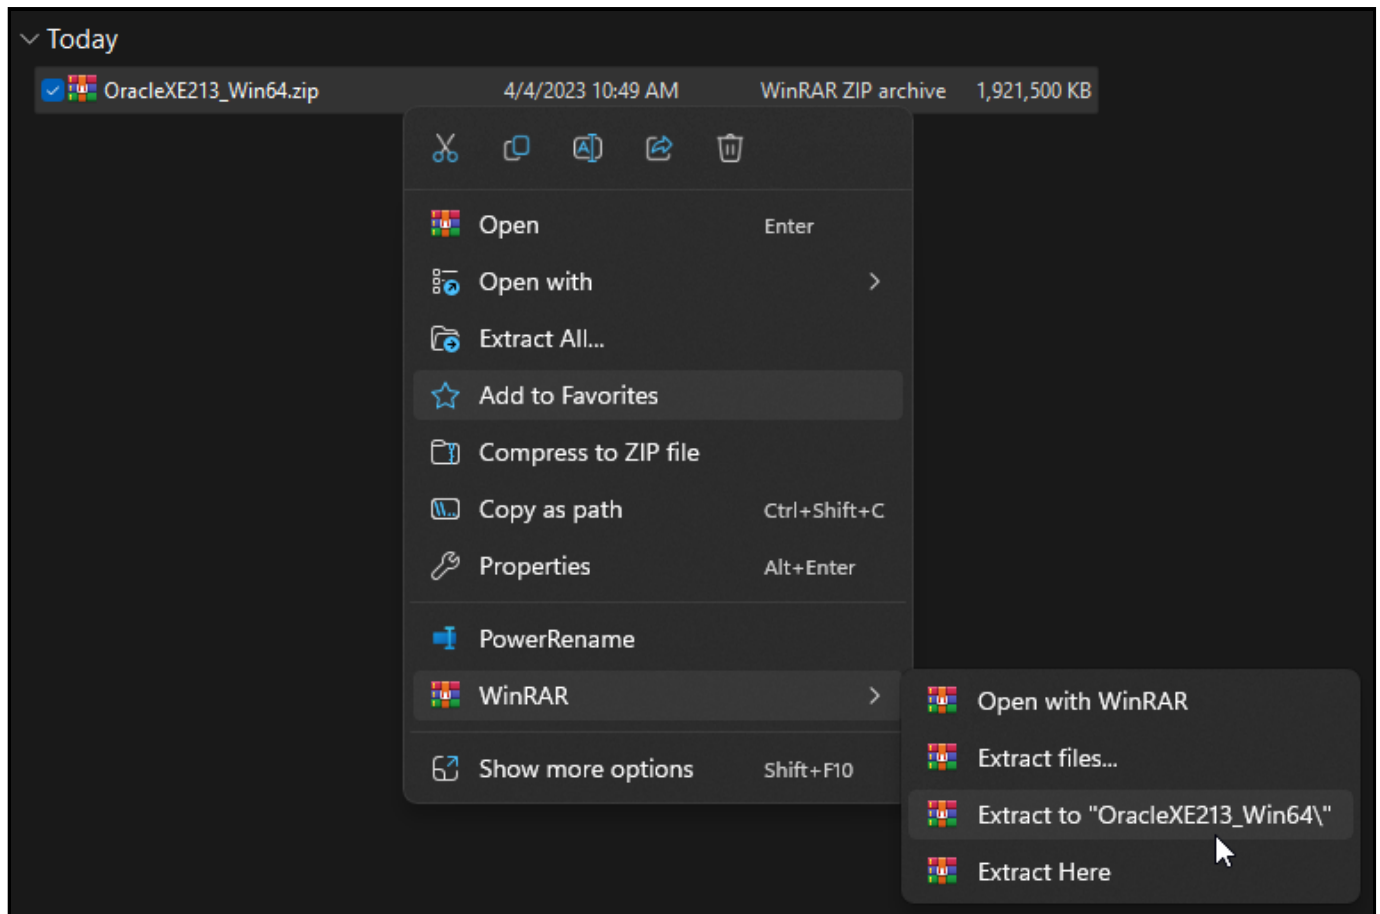 Today
OracleXE213_Win64.zip 4/4/2023 10:49 AM WinRAR ZIP archive 1,921,500 KB
Open Enter
Open with
Extract All...
Add to Favorites
Compress to ZIP file
Copy as path Ctrl+Shift+C
Properties Alt+Enter
PowerRename
WinRAR
Show more options Shift+F10
Open with WinRAR
Extract files...
Extract to "OracleXE213_Win64\"
Extract Here